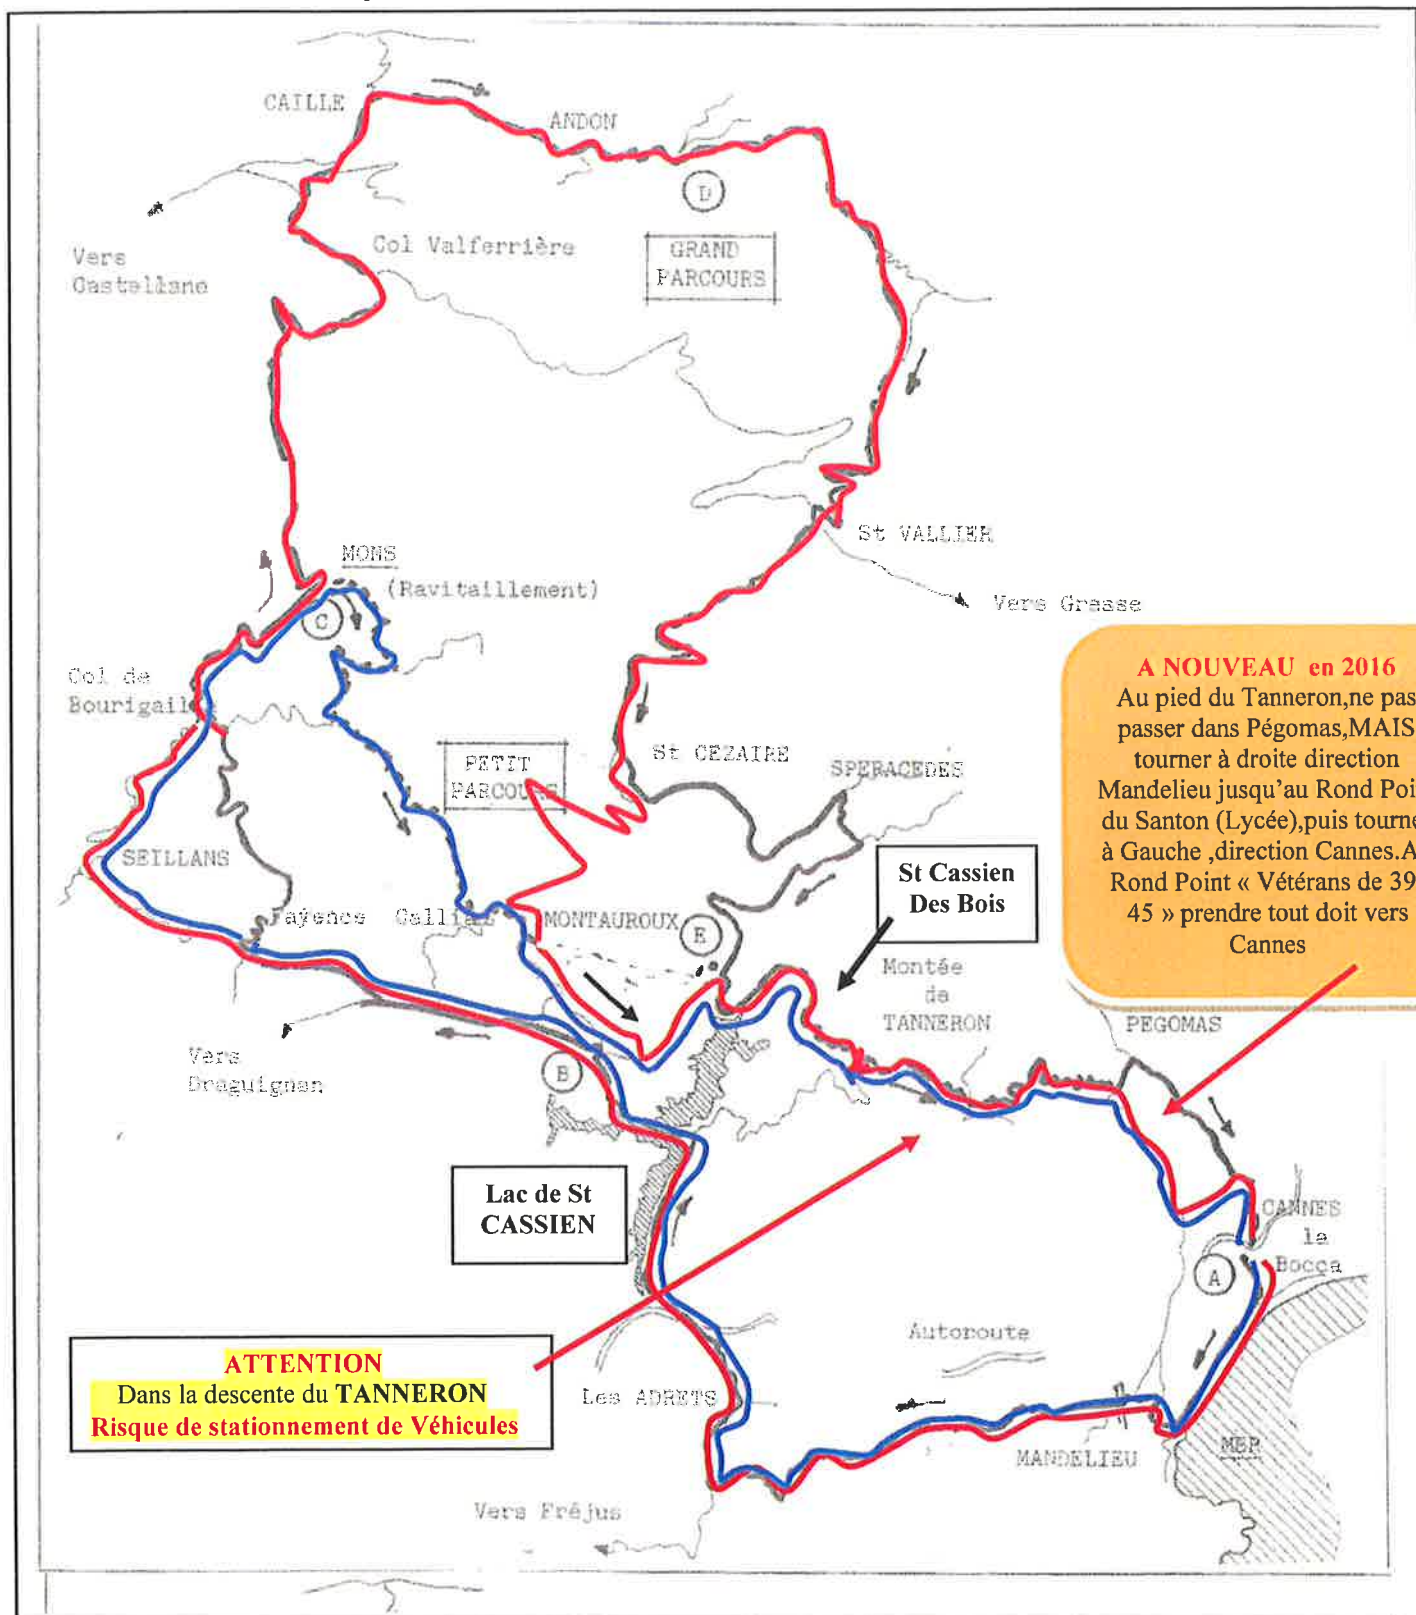 CAILLE
ANDON
D
Col Valferrière
GRAND
PARCOURS
Vers
Castellane
St VALLIER
MONS
(Ravitaillement)
Vers Grasse
C
Col de
Bourigail
A NOUVEAU en 2016
Au pied du Tanneron,ne pas
passer dans Pégomas,MAIS
tourner à droite direction
Mandelieu jusqu'au Rond Poi
du Santon (Lycée),puis tourne
à Gauche ,direction Cannes.A
Rond Point « Vétérans de 39
45 » prendre tout doit vers
Cannes
St CEZAIRE
SPERACEDES
PETIT
PARCOURS
SEILLANS
St Cassien
Des Bois
Fayence
Callian
MONTAUROUX
E
Montée
de
TANNERON
PEGOMAS
Vers
Draguignan
B
Lac de St
CASSIEN
CANNES
la
Bocca
A
Autoroute
ATTENTION
Dans la descente du TANNERON
Risque de stationnement de Véhicules
Les ADRETS
MANDELIEU
MER
Vers Fréjus